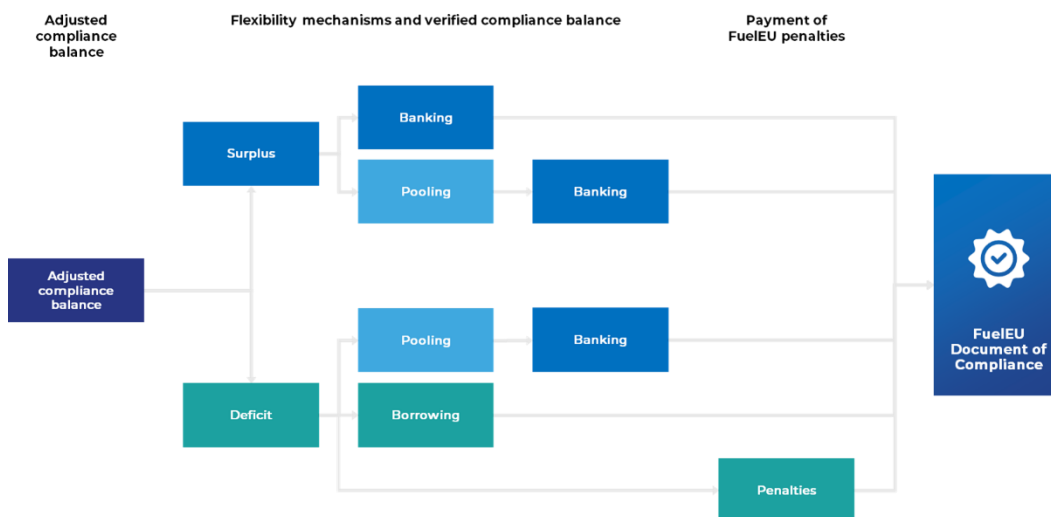 Adjusted
compliance
balance
Flexibility mechanisms and verified compliance balance
Payment of
FuelEU penalties
Banking
Surplus
Pooling
Banking
Adjusted
compliance
balance
Pooling
Banking
FuelEU
Document of
Compliance
Deficit
Borrowing
Penalties